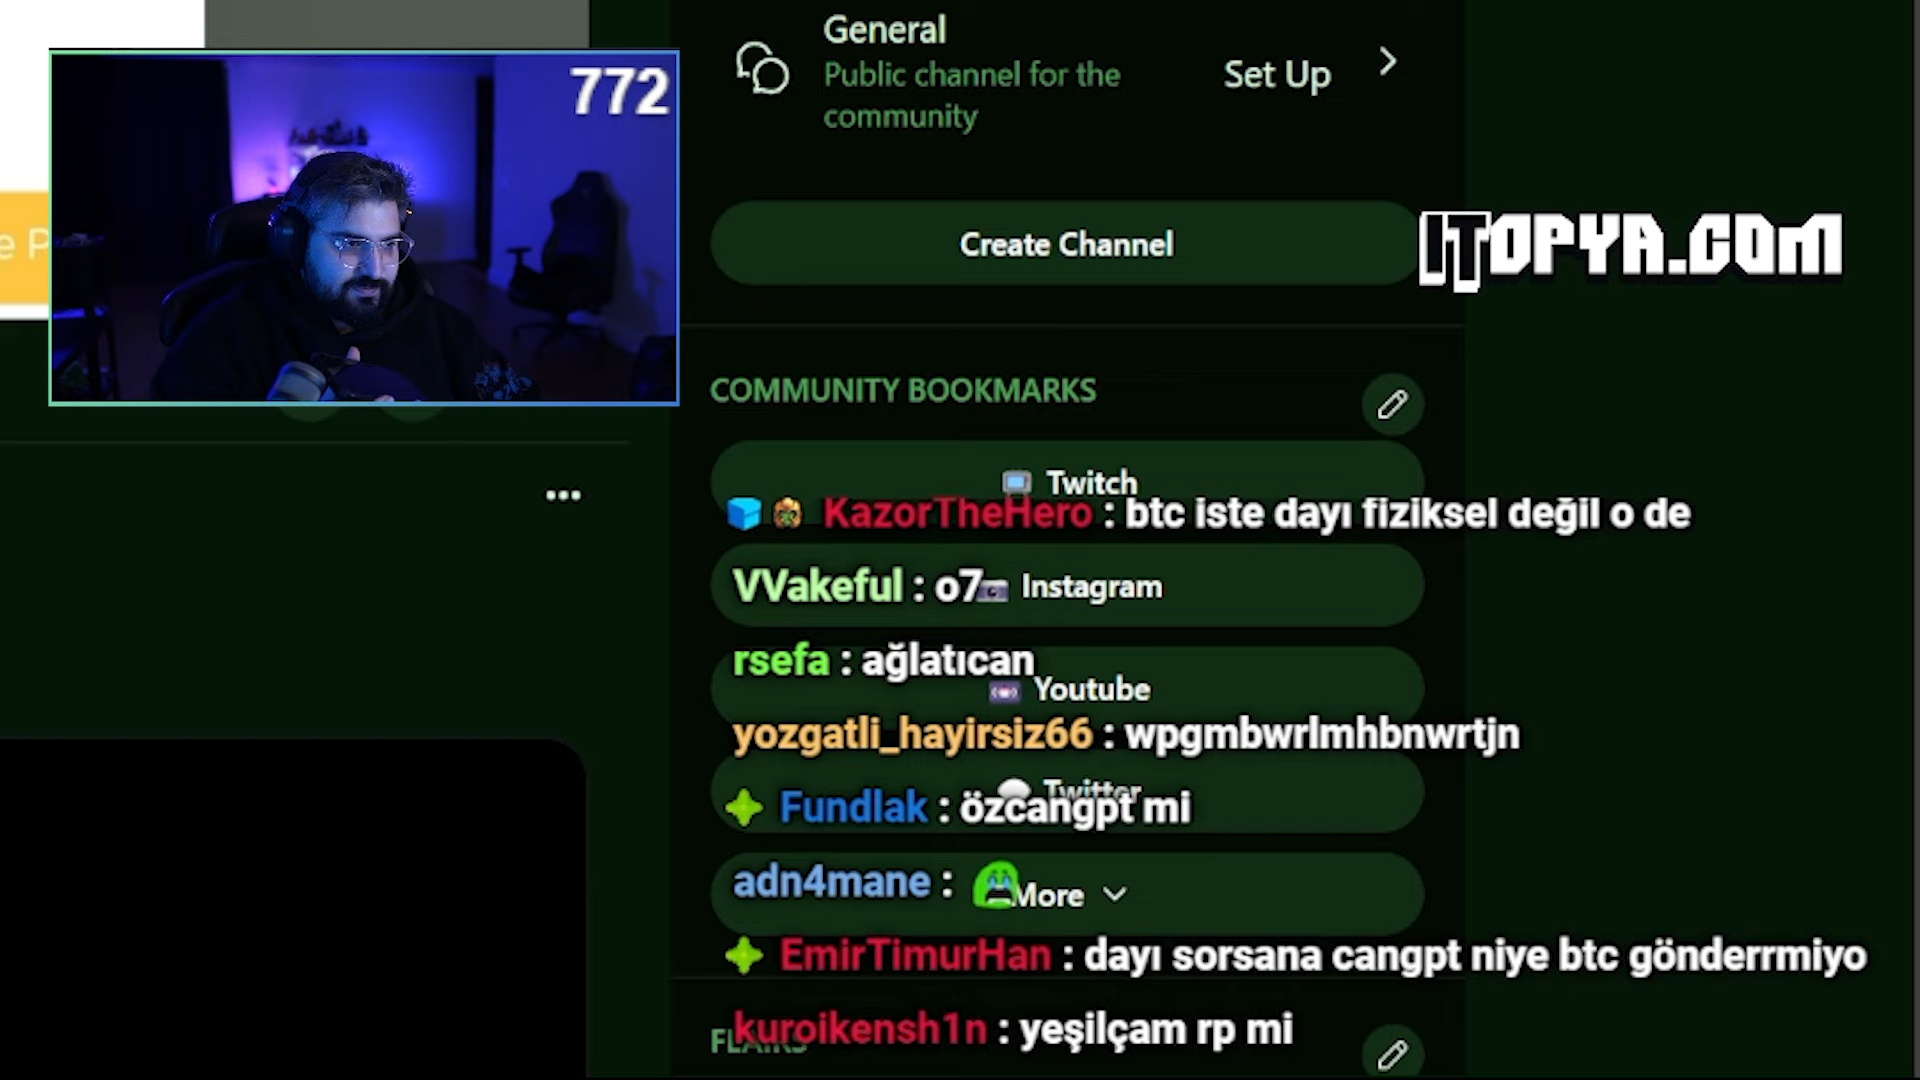 General
Public channel for the
community
Set Up
772
e P
Create Channel
ITOPYA.COM
COMMUNITY BOOKMARKS
Twitch
KazorTheHero : btc iste dayı fiziksel değil o de
VVakeful : o7
Instagram
rsefa : ağlatıcan
Youtube
yozgatli_hayirsiz66 : wpgmbwrlmhbnwrtjn
Twitter
Fundlak : özcangpt mi
adn4mane :
More
EmirTimurHan : dayı sorsana cangpt niye btc gönderrmiyo
FLAIRS
kuroikensh1n : yeşilçam rp mi